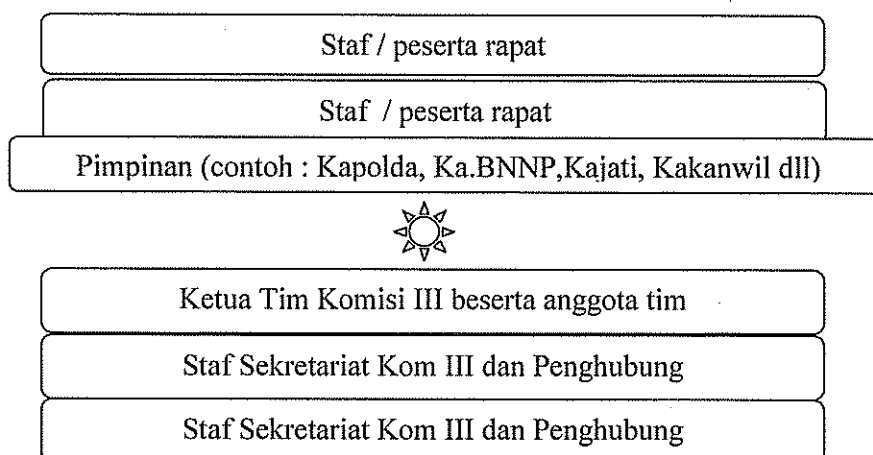 Staf / peserta rapat
Staf / peserta rapat
Pimpinan (contoh : Kapolda, Ka.BNNP,Kajati, Kakanwil dll)
Ketua Tim Komisi III beserta anggota tim
Staf Sekretariat Kom III dan Penghubung
Staf Sekretariat Kom III dan Penghubung